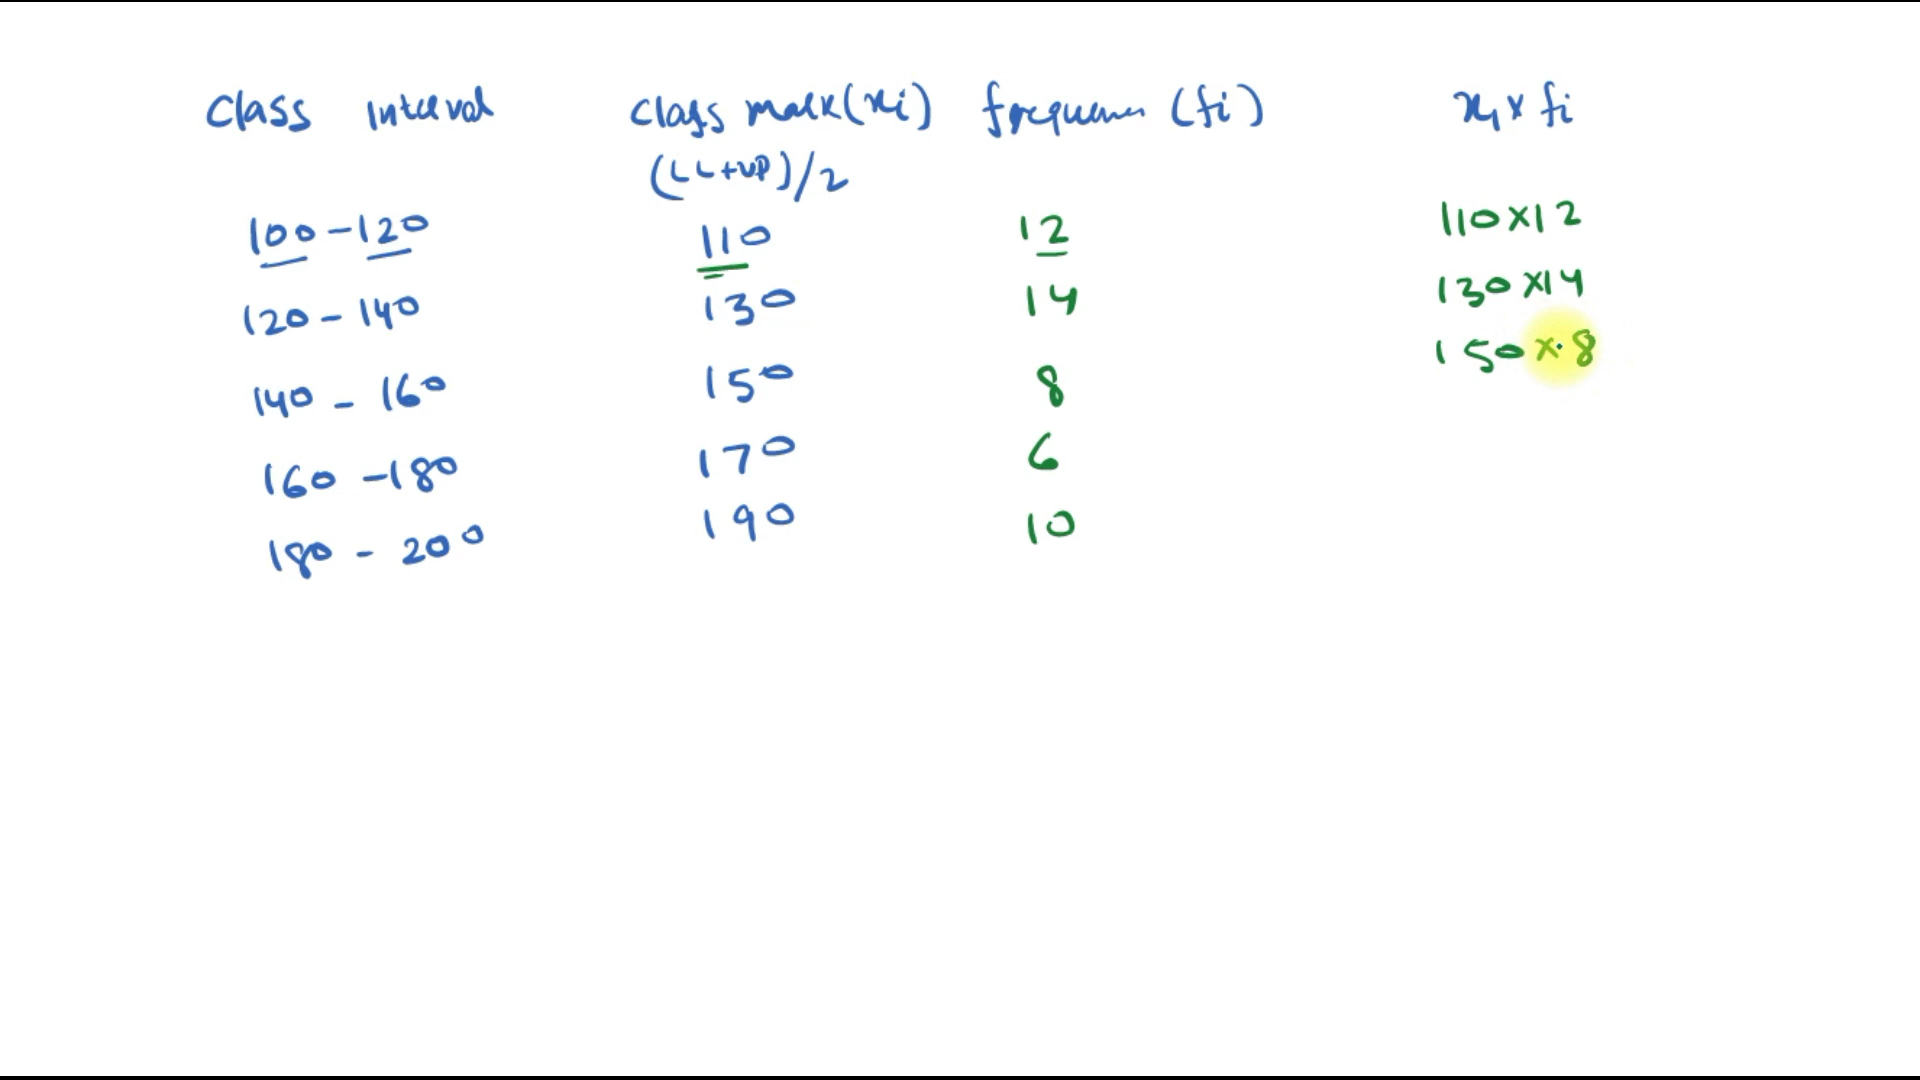 Class Interval class mark (xi) frequency (fi) xi x fi
(LL+UP)/2
100-120 110 12 110x12
120-140 130 14 130x14
140-160 150 8 150x8
160-180 170 6
180-200 190 10